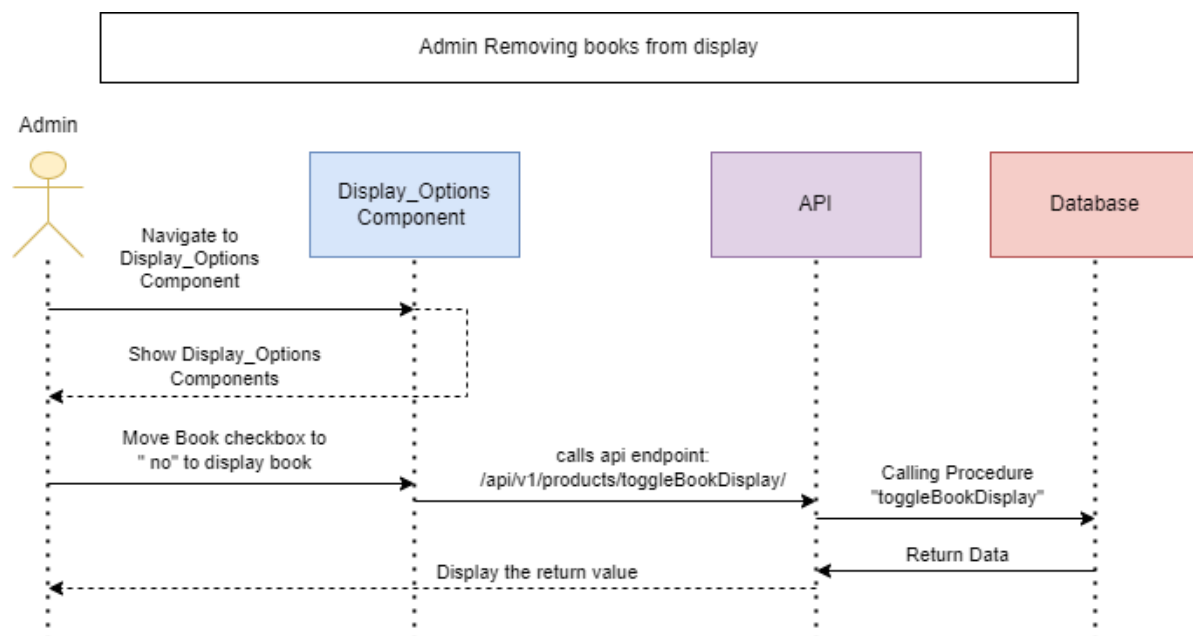 Admin Removing books from display
Admin
Display_Options
Component
API
Database
Navigate to
Display_Options
Component
Show Display_Options
Components
Move Book checkbox to
" no" to display book
calls api endpoint:
/api/v1/products/toggleBookDisplay/
Calling Procedure
"toggleBookDisplay"
Return Data
Display the return value